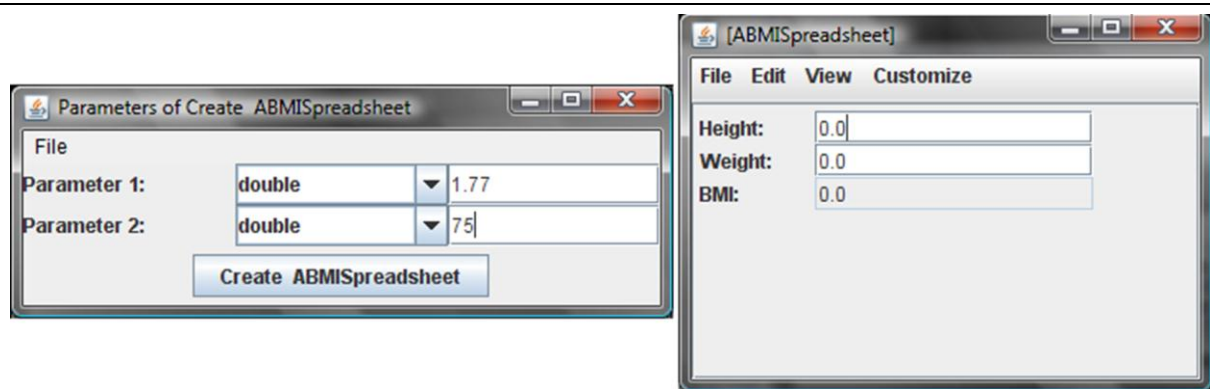 Parameters of Create ABMISpreadsheet
File
Parameter 1: double 1.77
Parameter 2: double 75
Create ABMISpreadsheet
[ABMISpreadsheet]
File Edit View Customize
Height: 0.0
Weight: 0.0
BMI: 0.0